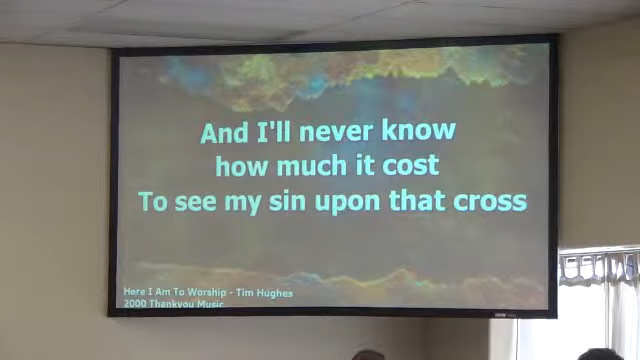 And I'll never know
how much it cost
To see my sin upon that cross
Here I Am To Worship - Tim Hughes
2000 Thankyou Music